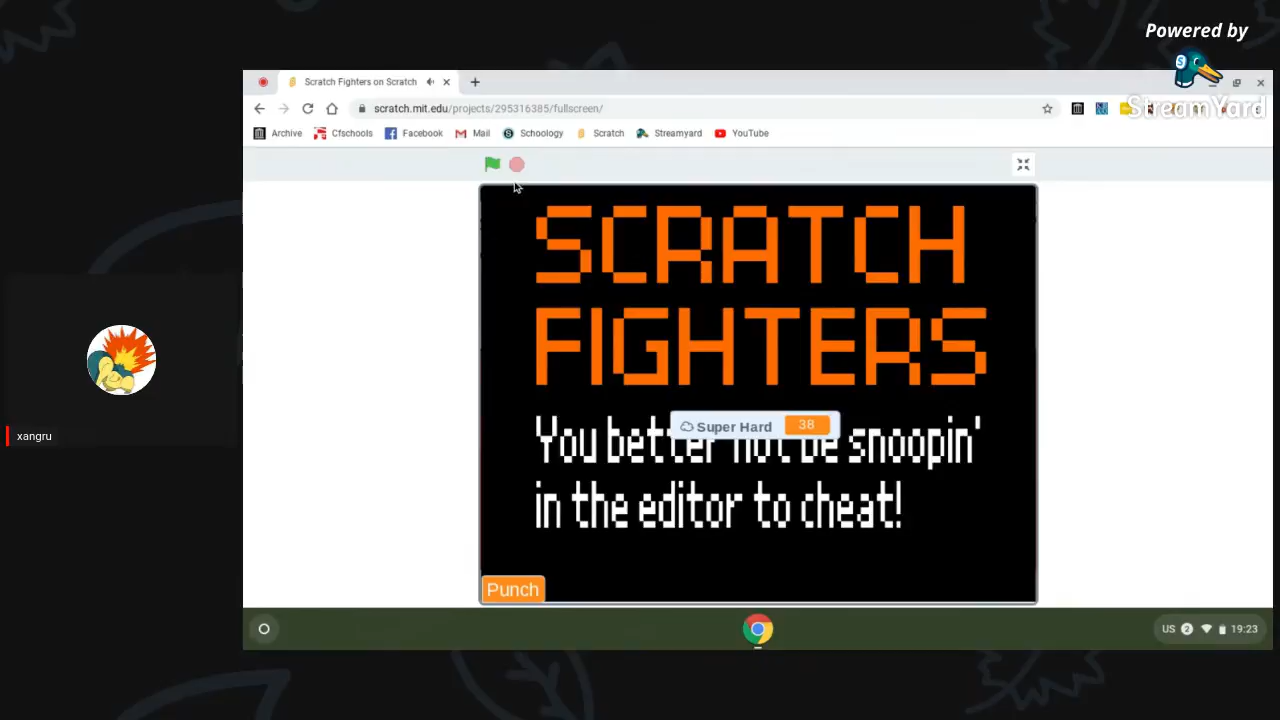 Powered by
StreamYard
Scratch Fighters on Scratch
scratch.mit.edu/projects/295316385/fullscreen/
Archive Cfschools Facebook Mail Schoology Scratch Streamyard YouTube
SCRATCH
FIGHTERS
Super Hard 38
You better not be snoopin'
in the editor to cheat!
Punch
xangru
US 2 19:23